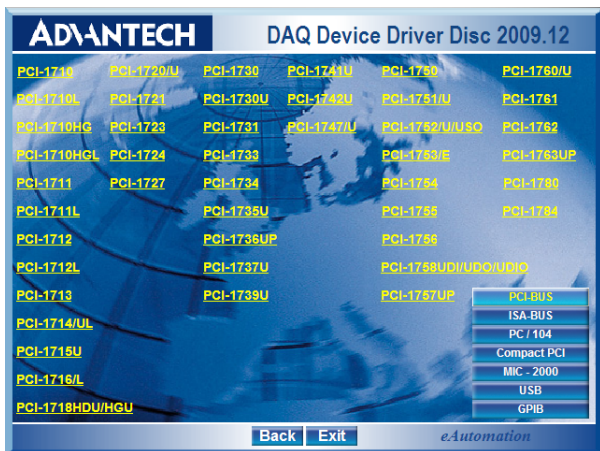 ADVANTECH DAQ Device Driver Disc 2009.12
PCI-1710 PCI-1720/U PCI-1730 PCI-1741U PCI-1750 PCI-1760/U
PCI-1710L PCI-1721 PCI-1730U PCI-1742U PCI-1751/U PCI-1761
PCI-1710HG PCI-1723 PCI-1731 PCI-1747/U PCI-1752/U/USO PCI-1762
PCI-1710HGL PCI-1724 PCI-1733 PCI-1753/E PCI-1763UP
PCI-1711 PCI-1727 PCI-1734 PCI-1754 PCI-1780
PCI-1711L PCI-1735U PCI-1755 PCI-1784
PCI-1712 PCI-1736UP PCI-1756
PCI-1712L PCI-1737U PCI-1758UDI/UDO/UDIO
PCI-1713 PCI-1739U PCI-1757UP PCI-BUS
PCI-1714/UL ISA-BUS
PC / 104
PCI-1715U Compact PCI
PCI-1716/L MIC - 2000
USB
PCI-1718HDU/HGU GPIB
Back Exit eAutomation